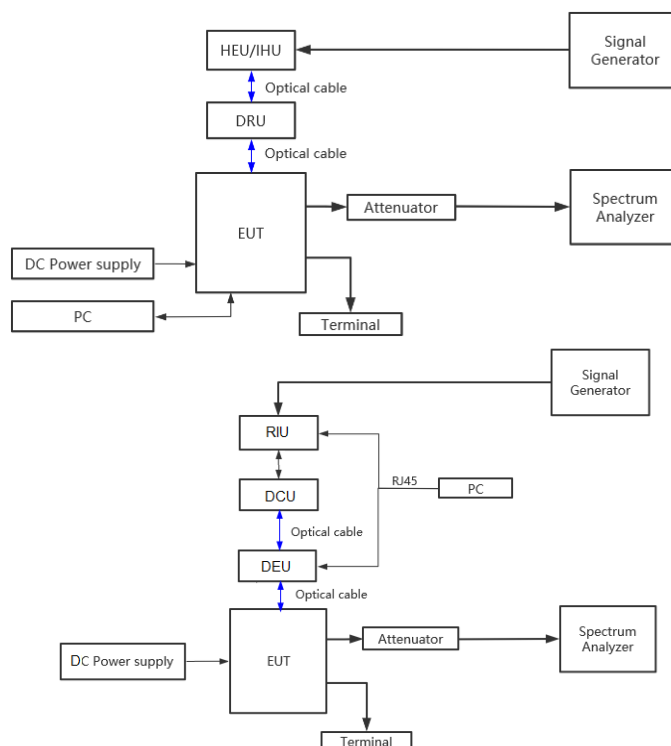 HEU/IHU
Signal
Generator
Optical cable
DRU
Optical cable
EUT
Attenuator
Spectrum
Analyzer
DC Power supply
PC
Terminal
Signal
Generator
RIU
RJ45
PC
DCU
Optical cable
DEU
Optical cable
EUT
Attenuator
Spectrum
Analyzer
DC Power supply
Terminal